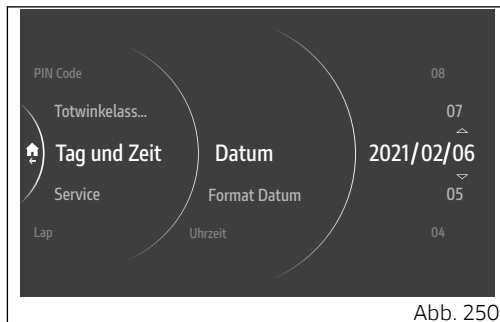 PIN Code 08
Totwinkelass... 07
Tag und Zeit Datum 2021/02/06
Service Format Datum 05
Lap Uhrzeit 04
Abb. 250